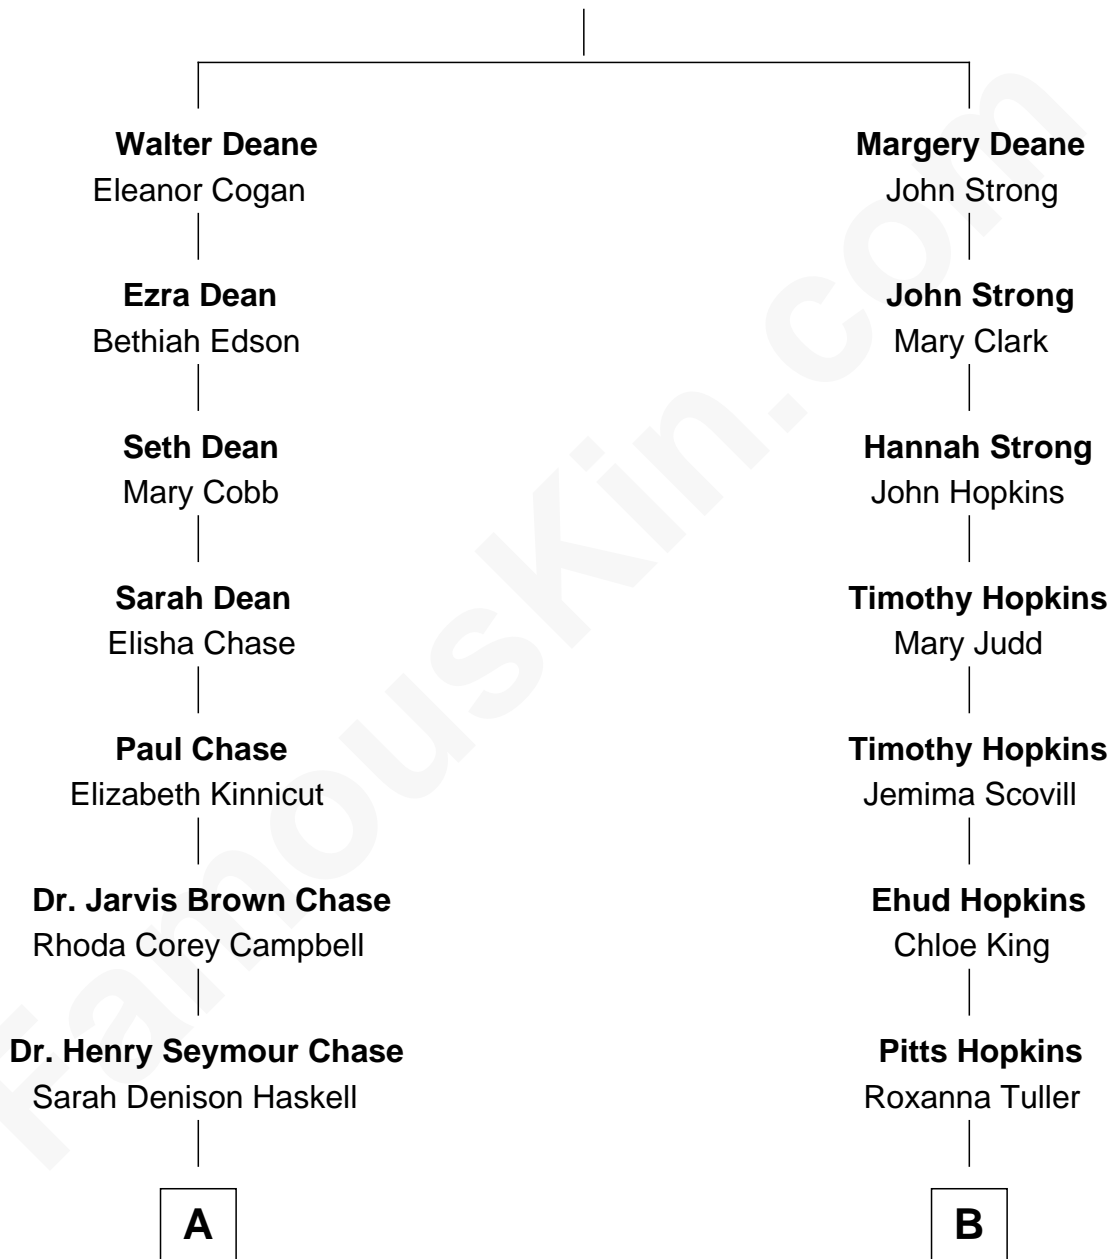 Walter Deane
Eleanor Cogan
Ezra Dean
Bethiah Edson
Seth Dean
Mary Cobb
Sarah Dean
Elisha Chase
Paul Chase
Elizabeth Kinnicut
Dr. Jarvis Brown Chase
Rhoda Corey Campbell
Dr. Henry Seymour Chase
Sarah Denison Haskell
A
Margery Deane
John Strong
John Strong
Mary Clark
Hannah Strong
John Hopkins
Timothy Hopkins
Mary Judd
Timothy Hopkins
Jemima Scovill
Ehud Hopkins
Chloe King
Pitts Hopkins
Roxanna Tuller
B
FamousKin.com